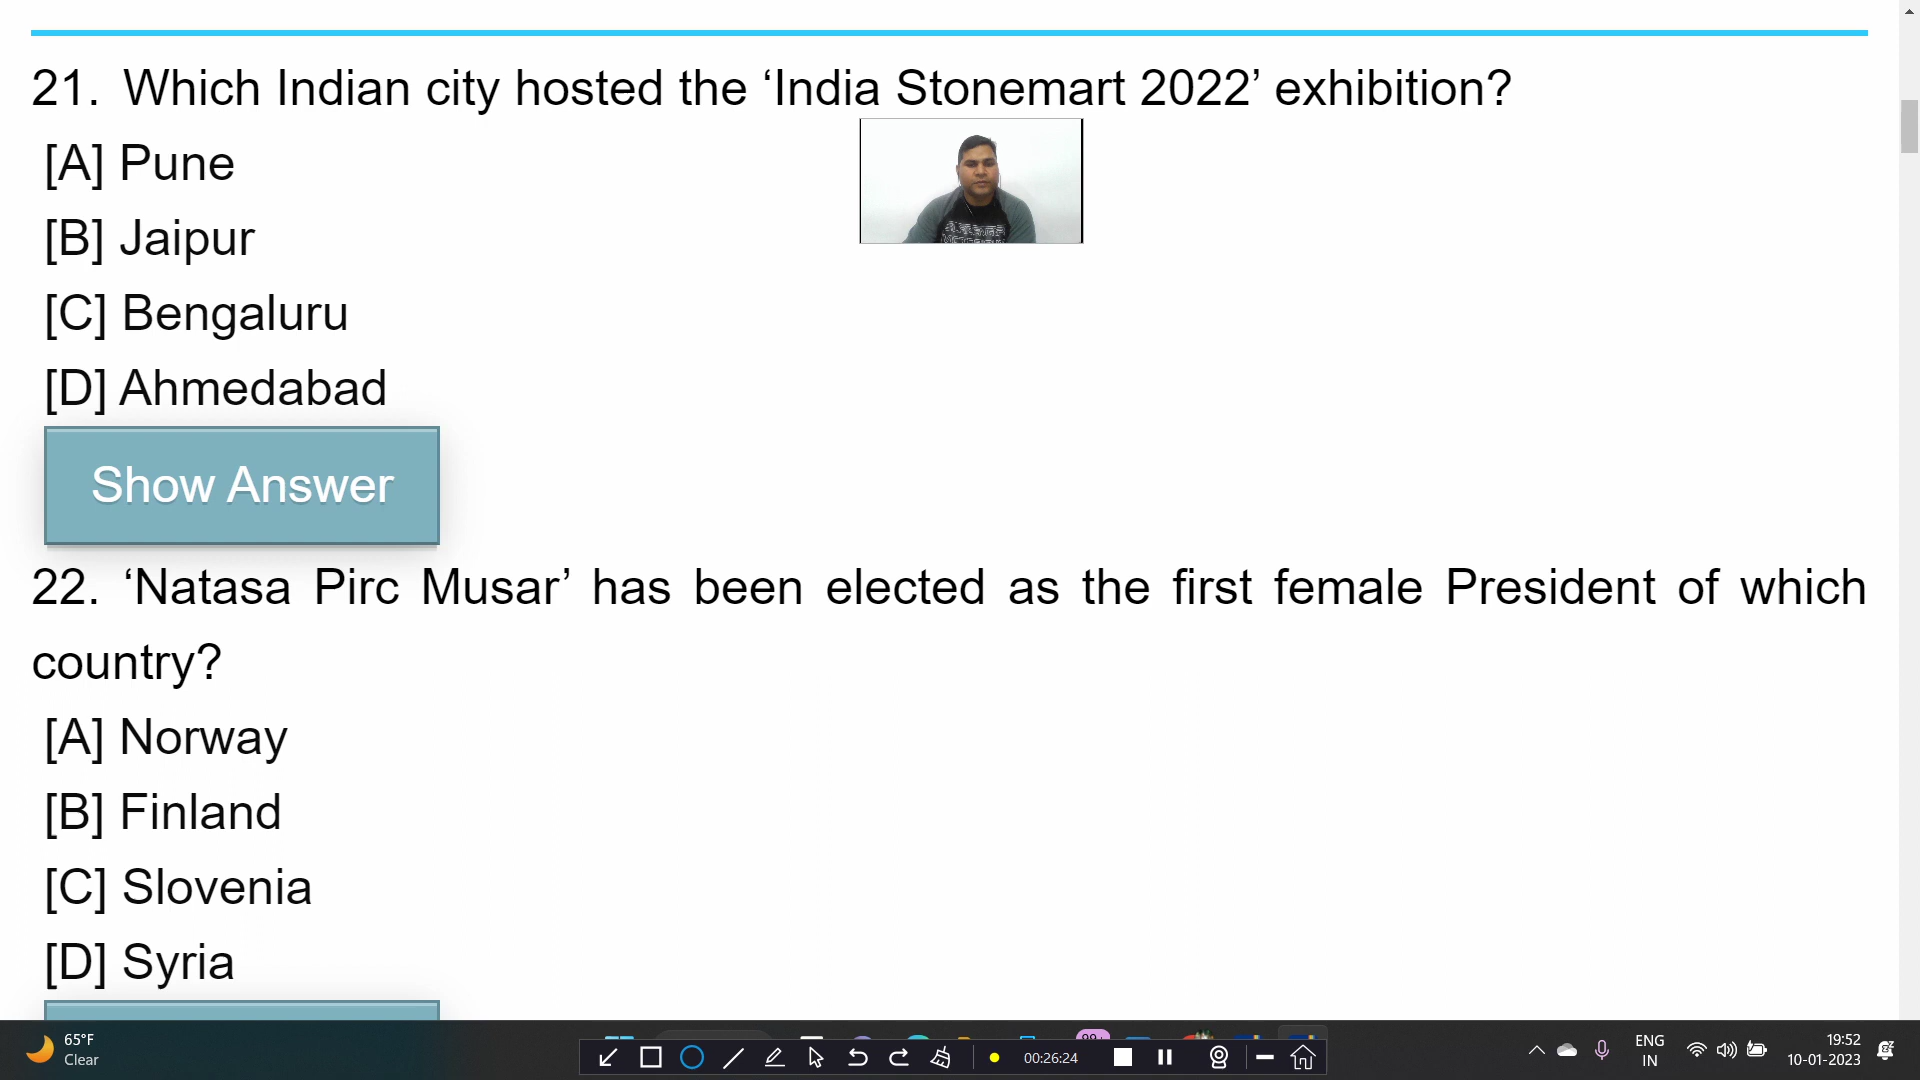 21. Which Indian city hosted the ‘India Stonemart 2022’ exhibition?
[A] Pune
[B] Jaipur
[C] Bengaluru
[D] Ahmedabad
Show Answer
22. ‘Natasa Pirc Musar’ has been elected as the first female President of which
country?
[A] Norway
[B] Finland
[C] Slovenia
[D] Syria
65°F
Clear
00:26:24
ENG
IN
19:52
10-01-2023